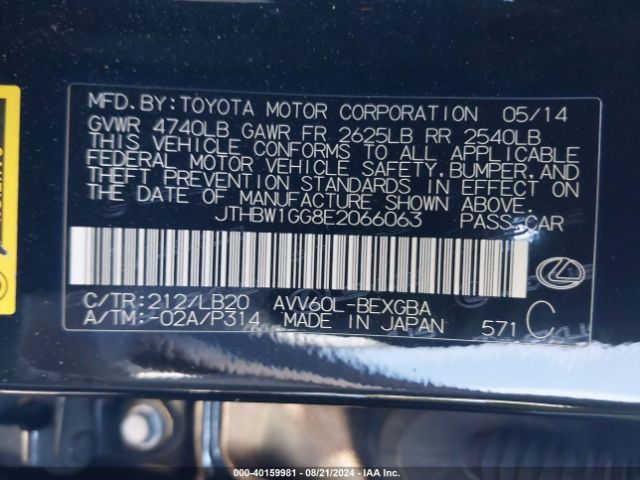 MFD. BY: TOYOTA MOTOR CORPORATION 05/14
GVWR 4740LB GAWR FR 2625LB RR 2540LB
THIS VEHICLE CONFORMS TO ALL APPLICABLE
FEDERAL MOTOR VEHICLE SAFETY, BUMPER, AND
THEFT PREVENTION STANDARDS IN EFFECT ON
THE DATE OF MANUFACTURE SHOWN ABOVE.
JTHBW1GG8E2066063 PASS.CAR
C/TR: 212/LB20 AVV60L-BEXGBA
A/TM: -02A/P314 MADE IN JAPAN 571 C
000-40159981 - 08/21/2024 - IAA Inc.